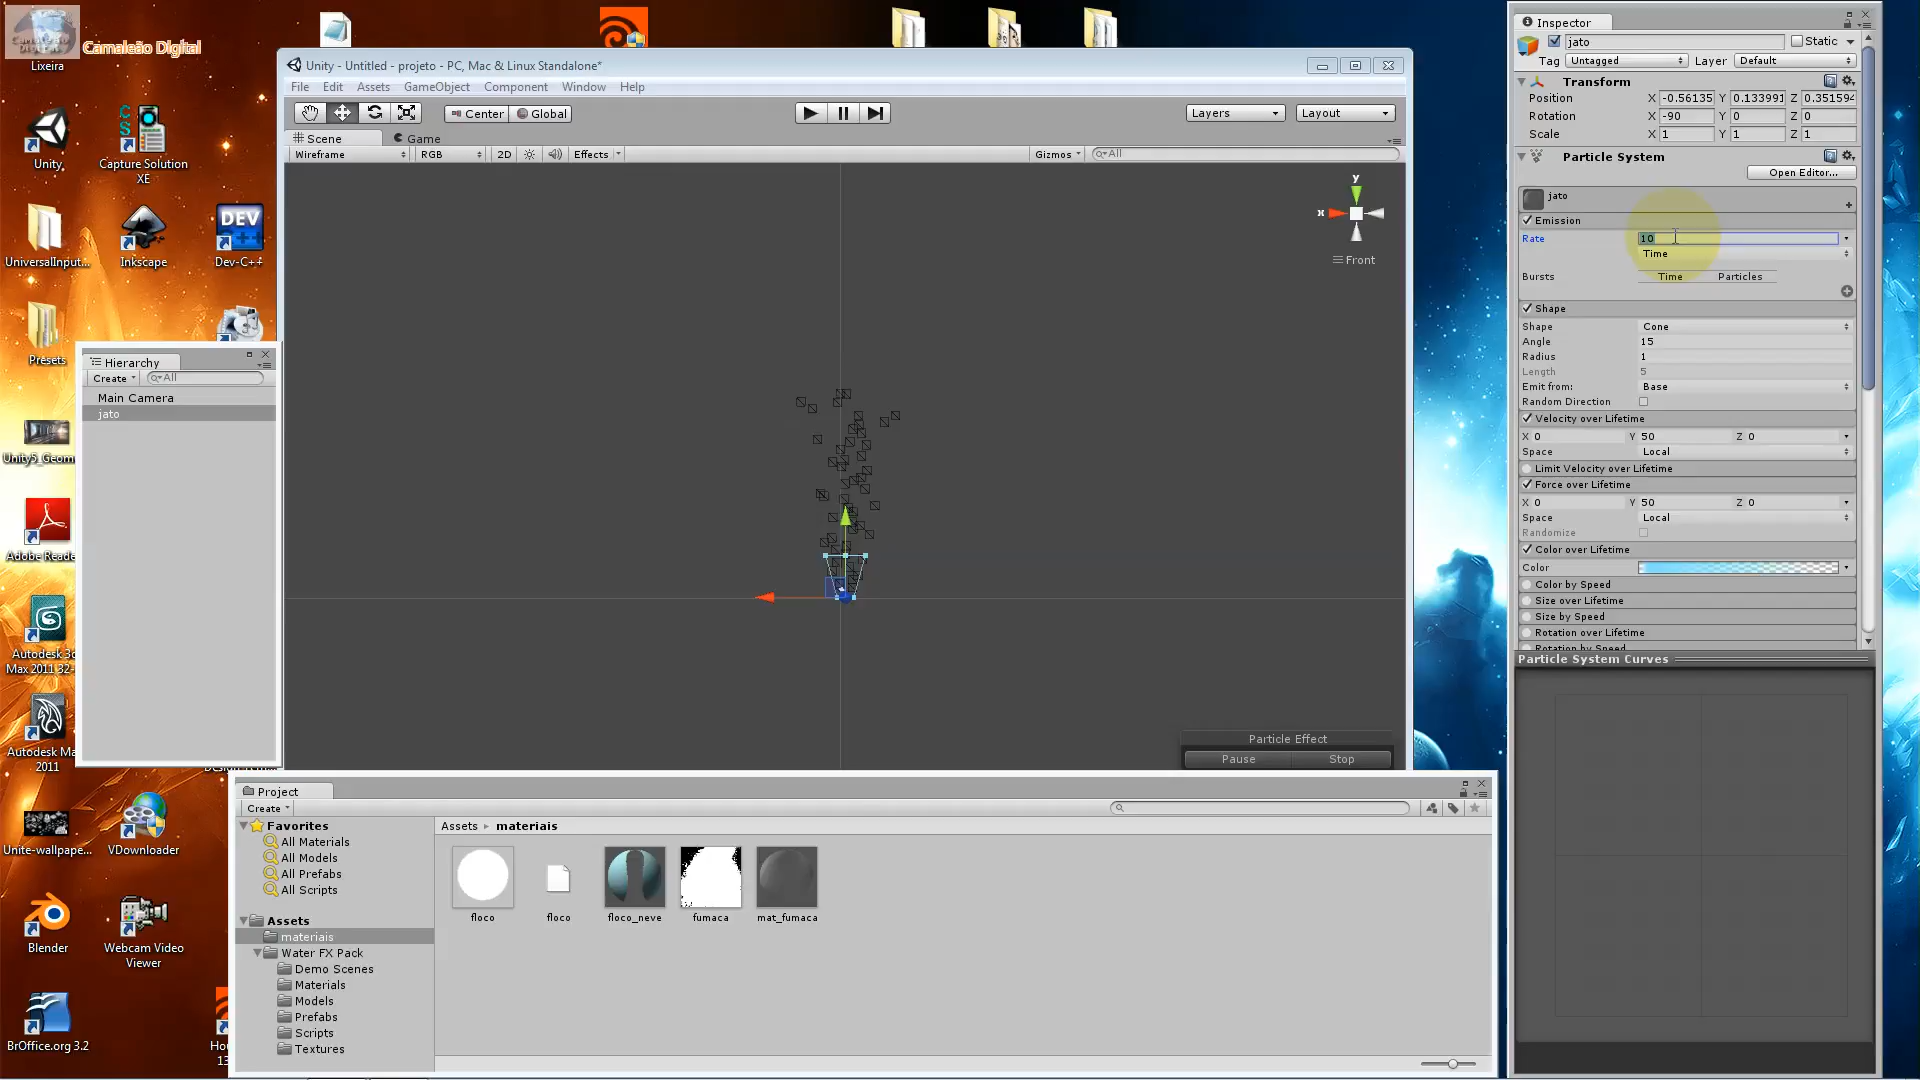 Camaleão Digital
Lixeira
Unity
Capture Solution
XE
UniversalInput...
Inkscape
Dev-C++
Presets
Unity5_Geom
Adobe Reade
Autodesk 3d
Max 2011 32-
Autodesk Ma
2011
Unite-wallpape...
VDownloader
Blender
Webcam Video
Viewer
BrOffice.org 3.2
Hierarchy
Create
All
Main Camera
jato
Unity - Untitled - projeto - PC, Mac & Linux Standalone*
File Edit Assets GameObject Component Window Help
Center Global
Layers Layout
Scene Game
Wireframe RGB 2D Effects Gizmos All
y
x
Front
Particle Effect
Pause Stop
Project
Create
Favorites
All Materials
All Models
All Prefabs
All Scripts
Assets
materiais
Water FX Pack
Demo Scenes
Materials
Models
Prefabs
Scripts
Textures
Assets materiais
floco floco floco_neve fumaca mat_fumaca
Inspector
jato Static
Tag Untagged Layer Default
Transform
Position X -0.56135 Y 0.133991 Z 0.351594
Rotation X -90 Y 0 Z 0
Scale X 1 Y 1 Z 1
Particle System
Open Editor...
jato
Emission
Rate 10
Time
Bursts Time Particles
Shape
Shape Cone
Angle 15
Radius 1
Length 5
Emit from: Base
Random Direction
Velocity over Lifetime
X 0 Y 50 Z 0
Space Local
Limit Velocity over Lifetime
Force over Lifetime
X 0 Y 50 Z 0
Space Local
Randomize
Color over Lifetime
Color
Color by Speed
Size over Lifetime
Size by Speed
Rotation over Lifetime
Rotation by Speed
Particle System Curves